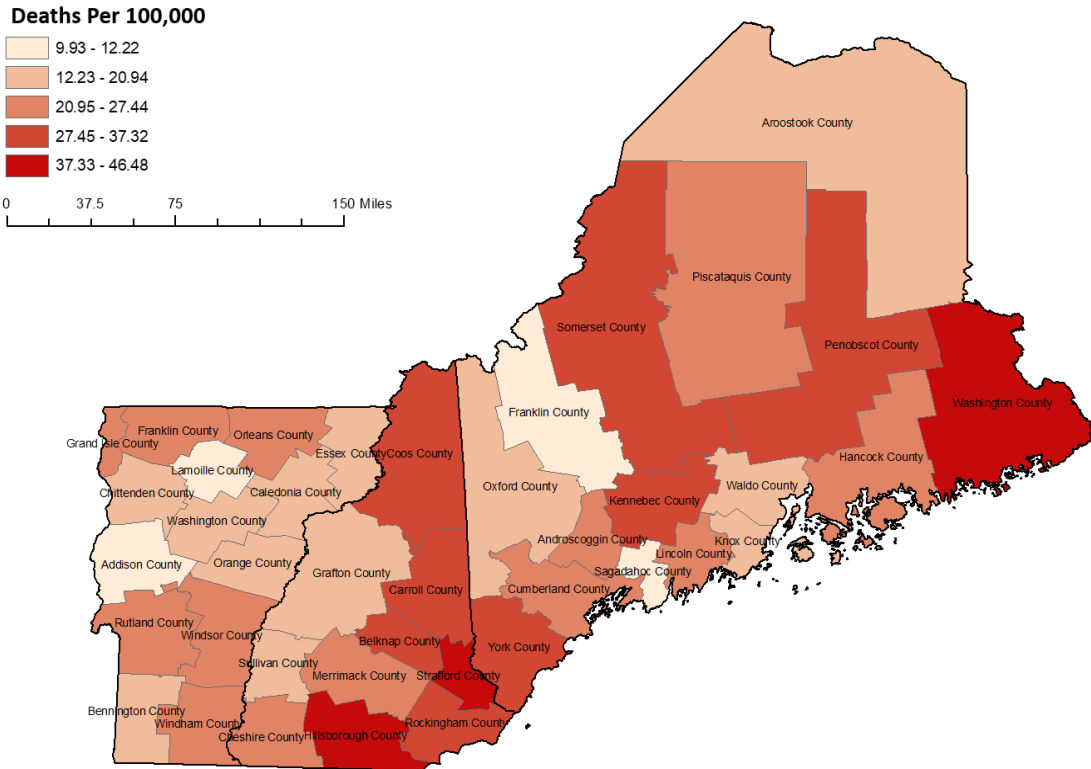 Deaths Per 100,000
9.93 - 12.22
12.23 - 20.94
20.95 - 27.44
27.45 - 37.32
37.33 - 46.48
0 37.5 75 150 Miles
Aroostook County
Piscataquis County
Somerset County
Penobscot County
Washington County
Franklin County
Hancock County
Franklin County
Orleans County
Grand Isle County
Essex County
Coos County
Lamoille County
Oxford County
Waldo County
Chittenden County
Caledonia County
Kennebec County
Washington County
Androscoggin County
Knox County
Lincoln County
Addison County
Orange County
Grafton County
Sagadahoc County
Carroll County
Cumberland County
Rutland County
Windsor County
Belknap County
York County
Sullivan County
Merrimack County
Strafford County
Bennington County
Windham County
Rockingham County
Cheshire County
Hillsborough County